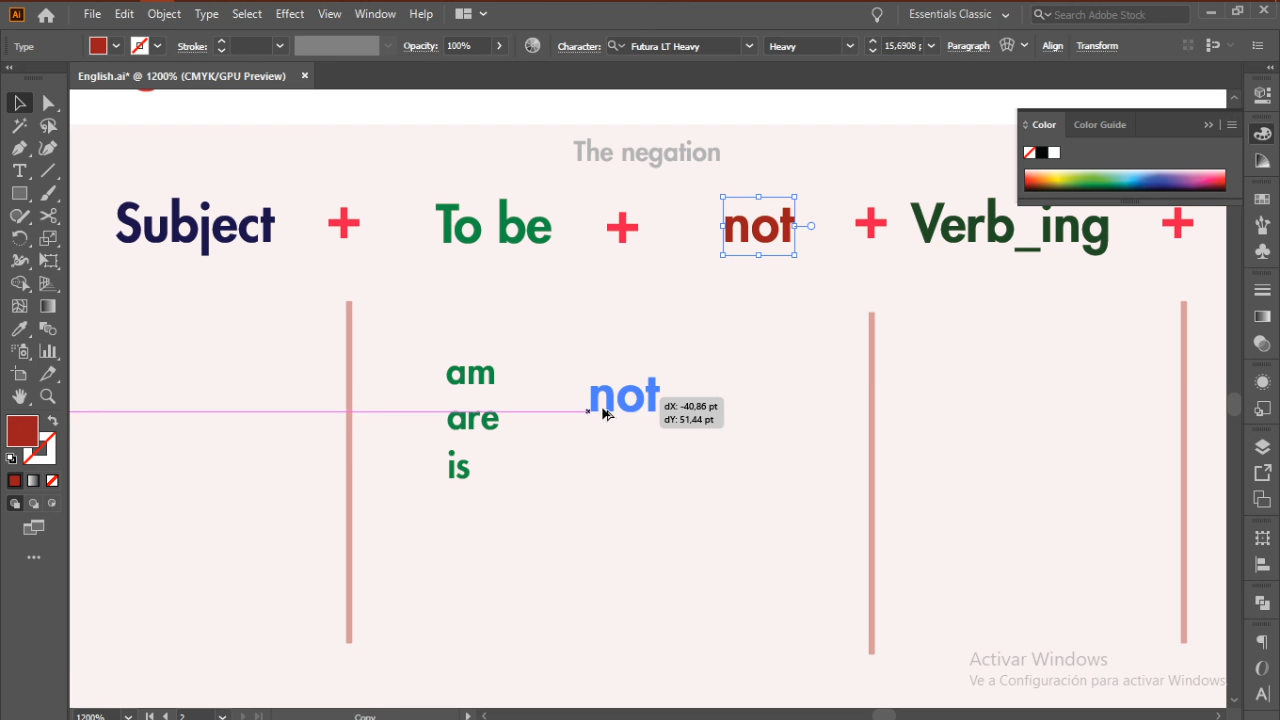 File Edit Object Type Select Effect View Window Help Essentials Classic Search Adobe Stock
Type Stroke: Opacity: 100% Character: Futura LT Heavy Heavy 15,6908 Paragraph Align Transform
English.ai* @ 1200% (CMYK/GPU Preview)
Color Color Guide
The negation
Subject + To be + not + Verb_ing +
am
not
dX: -40,86 pt
dY: 51,44 pt
are
is
Activar Windows
Ve a Configuración para activar Windows
1200% 2 Copy